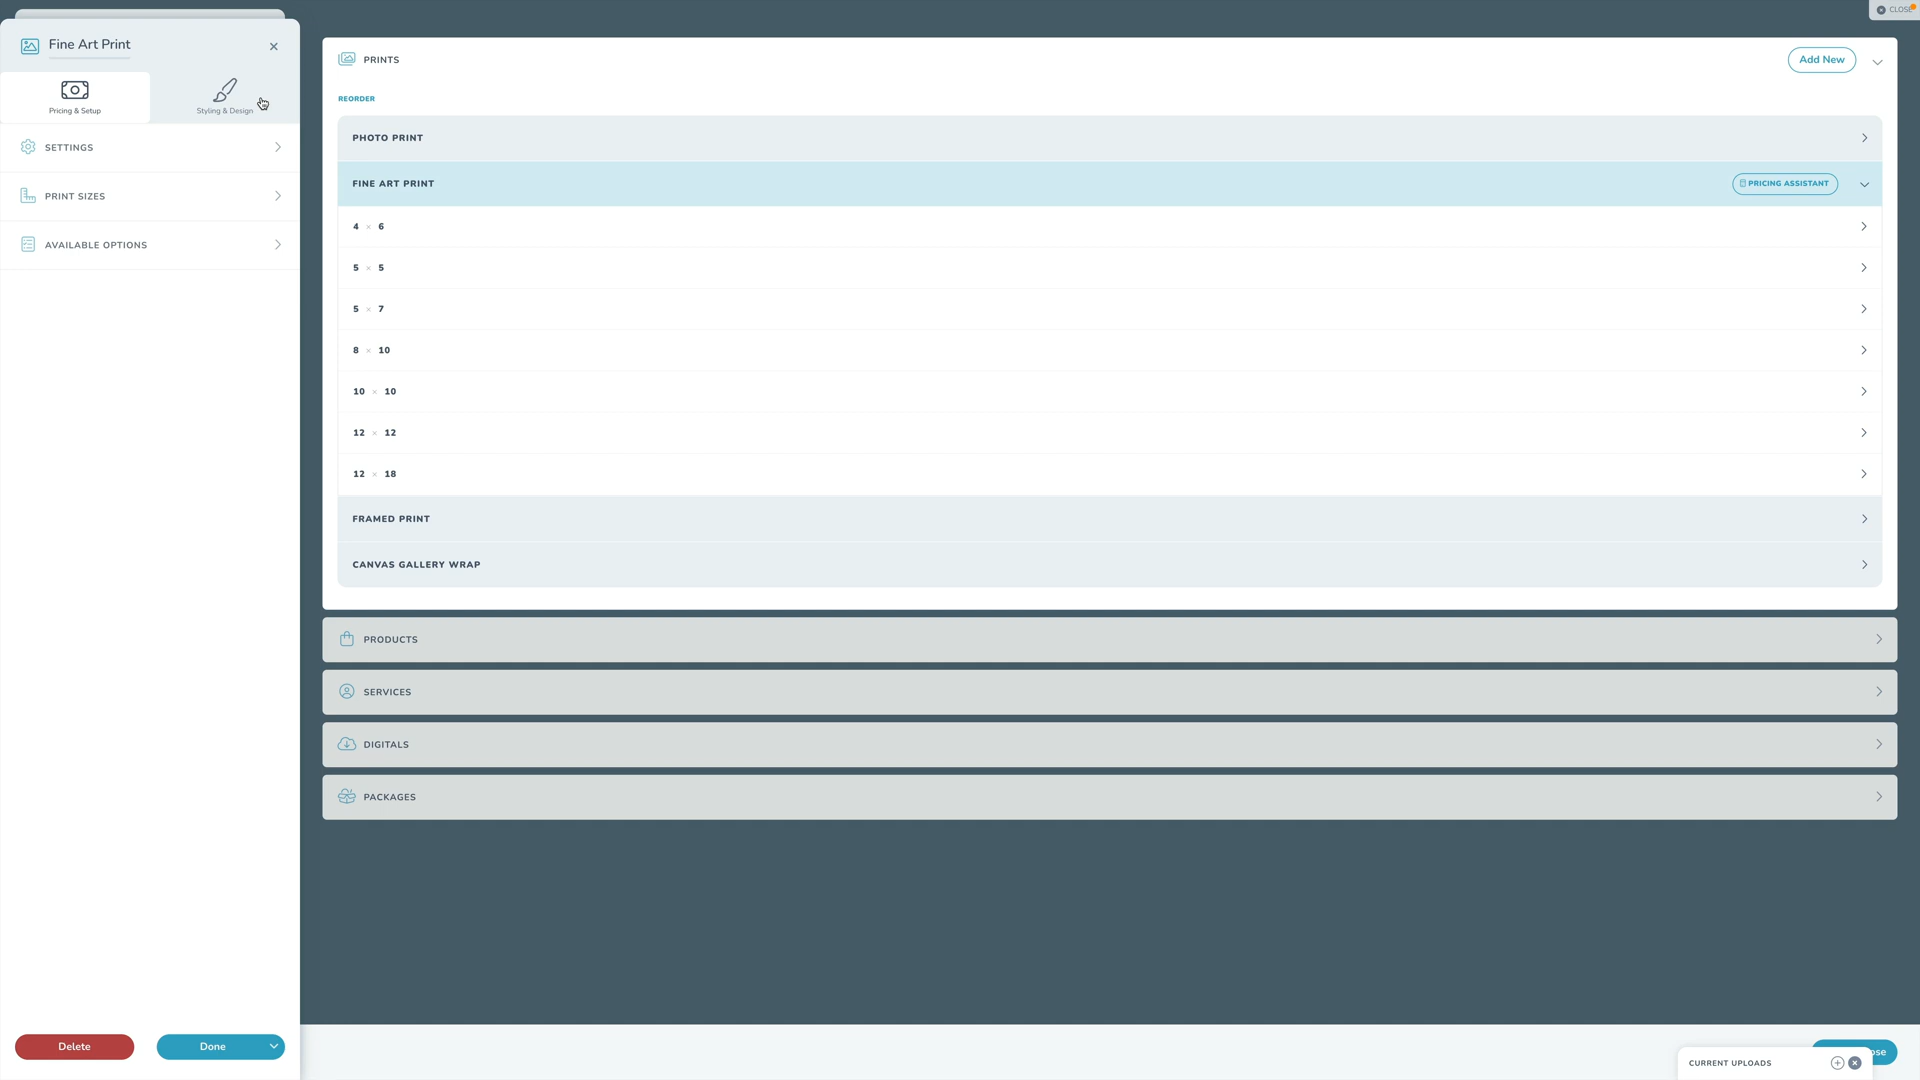 CLOSE
Fine Art Print
Pricing & Setup
Styling & Design
SETTINGS
PRINT SIZES
AVAILABLE OPTIONS
Delete
Done
PRINTS
Add New
REORDER
PHOTO PRINT
FINE ART PRINT
PRICING ASSISTANT
4 × 6
5 × 5
5 × 7
8 × 10
10 × 10
12 × 12
12 × 18
FRAMED PRINT
CANVAS GALLERY WRAP
PRODUCTS
SERVICES
DIGITALS
PACKAGES
CURRENT UPLOADS